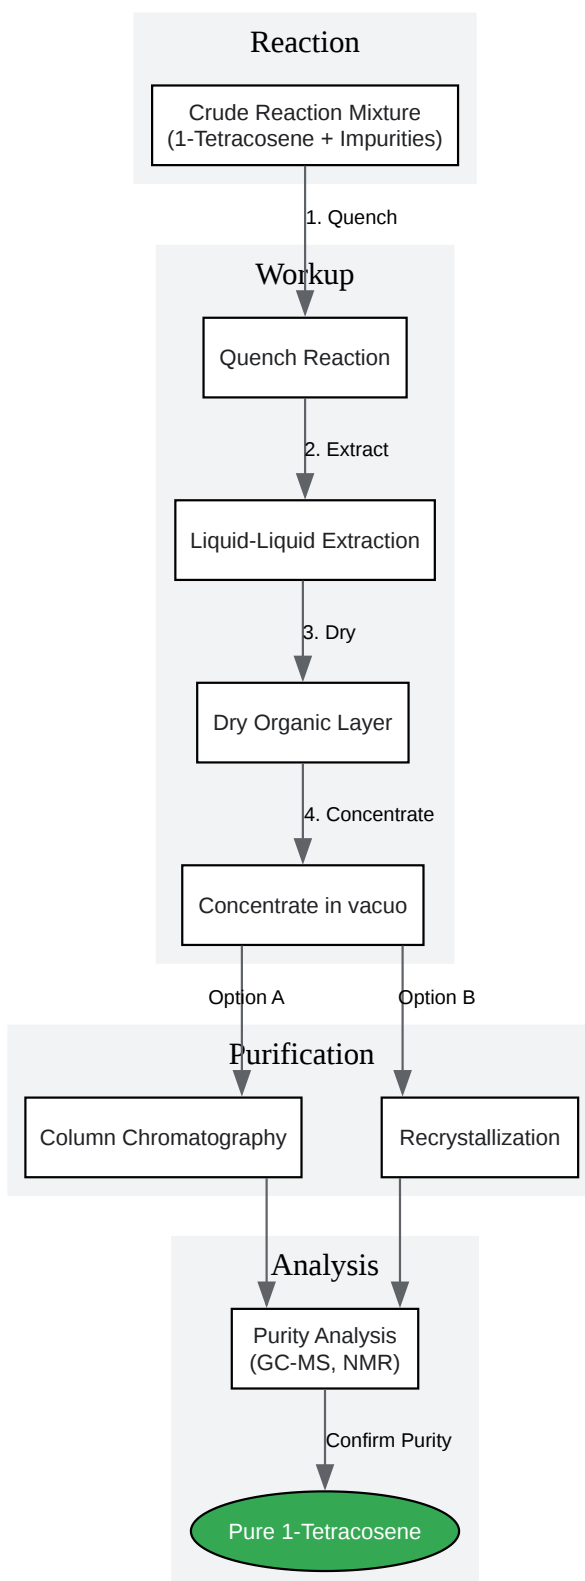 Reaction
Crude Reaction Mixture
(1-Tetracosene + Impurities)
1. Quench
Workup
Quench Reaction
2. Extract
Liquid-Liquid Extraction
3. Dry
Dry Organic Layer
4. Concentrate
Concentrate in vacuo
Option A
Option B
Purification
Column Chromatography
Recrystallization
Analysis
Purity Analysis
(GC-MS, NMR)
Confirm Purity
Pure 1-Tetracosene